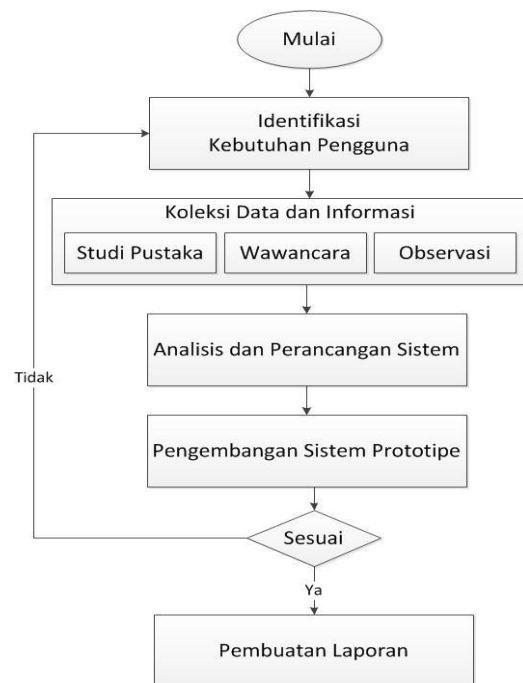 Mulai
Identifikasi
Kebutuhan Pengguna
Koleksi Data dan Informasi
Studi Pustaka
Wawancara
Observasi
Analisis dan Perancangan Sistem
Tidak
Pengembangan Sistem Prototipe
Sesuai
Ya
Pembuatan Laporan